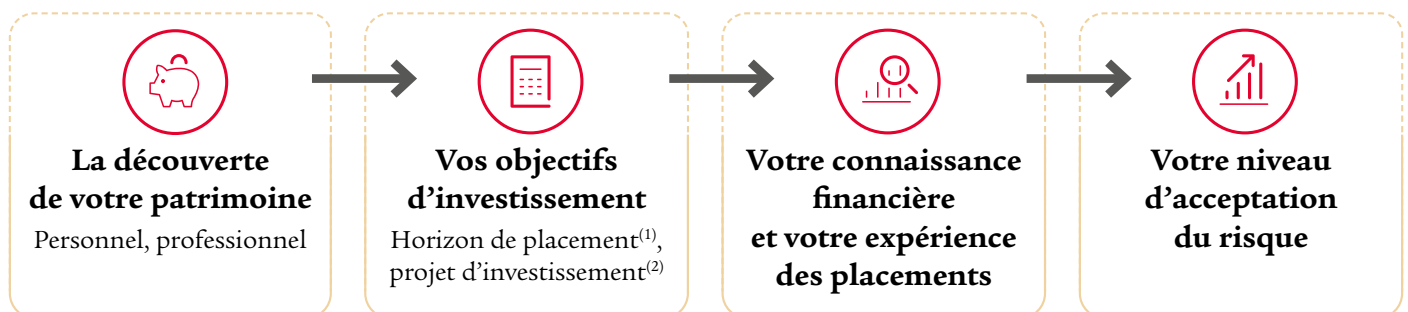 La découverte
de votre patrimoine
Personnel, professionnel
Vos objectifs
d’investissement
Horizon de placement⁽¹⁾,
projet d’investissement⁽²⁾
Votre connaissance
financière
et votre expérience
des placements
Votre niveau
d’acceptation
du risque